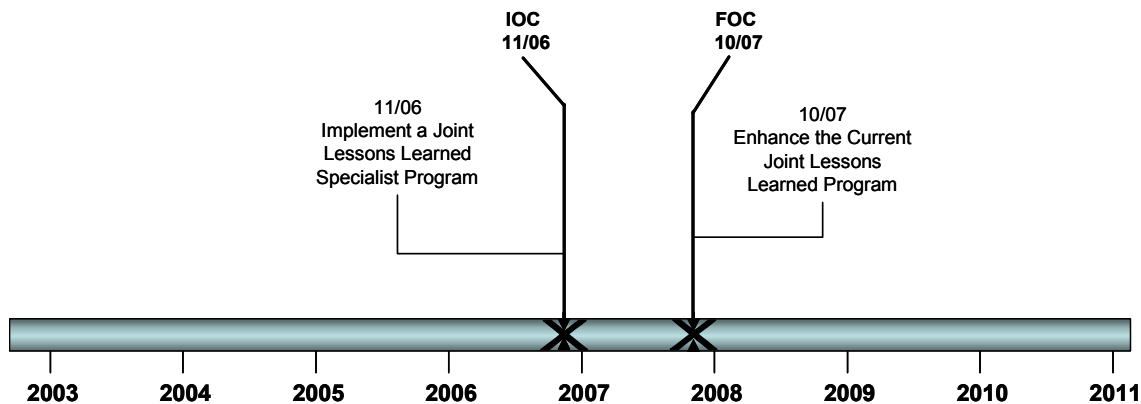 IOC
11/06
FOC
10/07
11/06
Implement a Joint
Lessons Learned
Specialist Program
10/07
Enhance the Current
Joint Lessons
Learned Program
2003
2004
2005
2006
2007
2008
2009
2010
2011